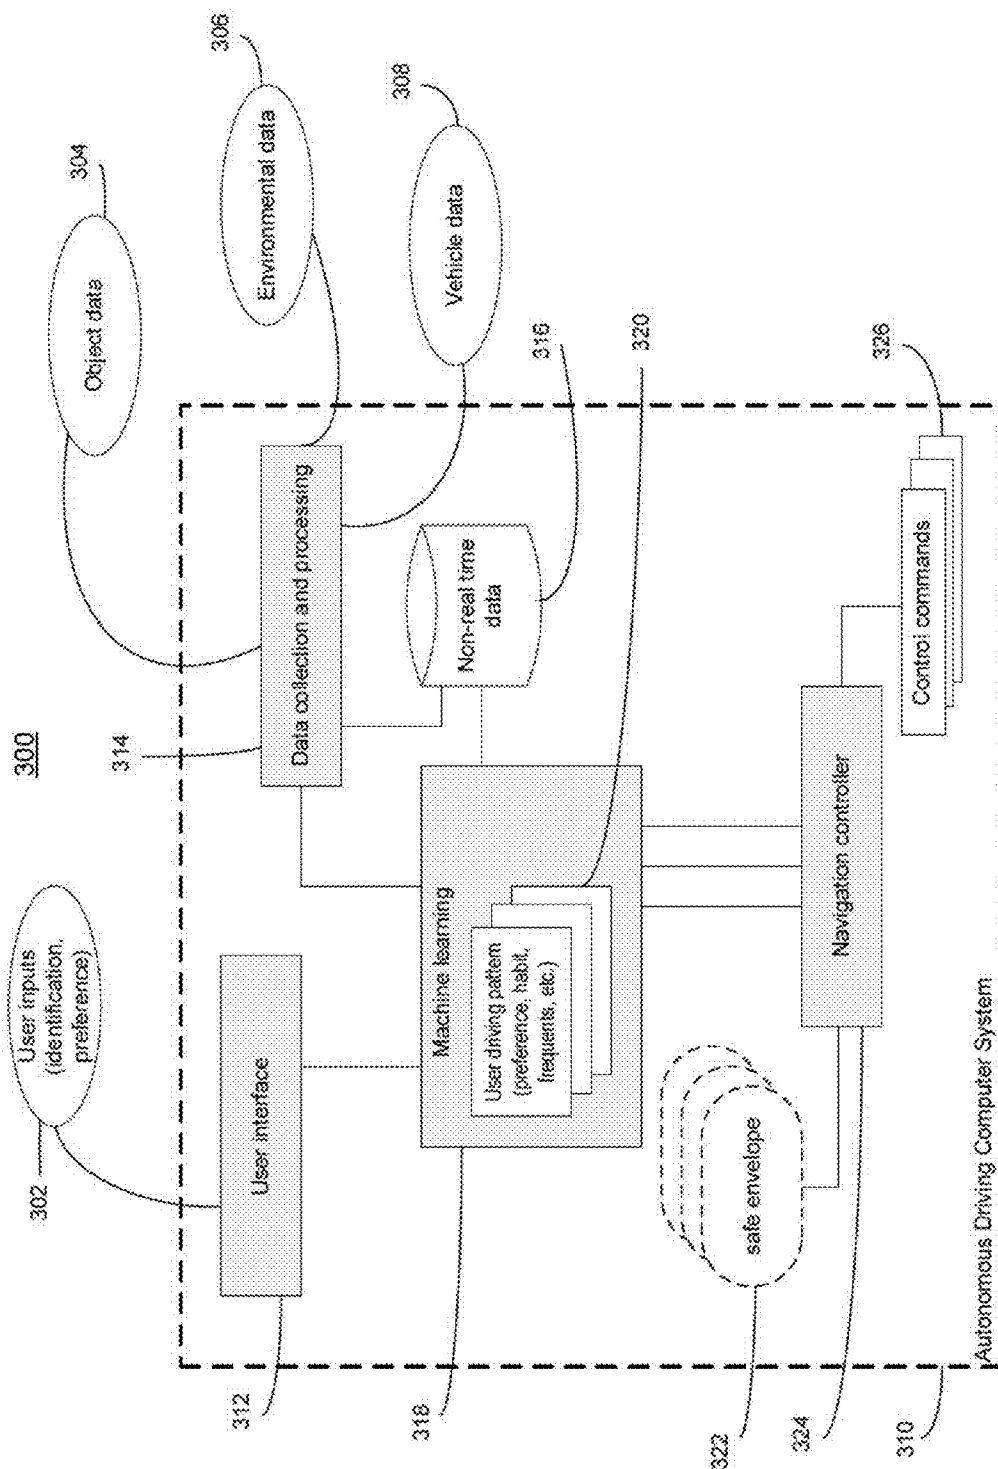 300
302
User inputs
(identification,
preference)
304
Object data
306
Environmental data
308
Vehicle data
312
User interface
314
Data collection and processing
316
Non-real time
data
318
Machine learning
320
User driving pattern
(preference, habit,
frequents, etc.)
322
safe envelope
324
Navigation controller
326
Control commands
310
Autonomous Driving Computer System